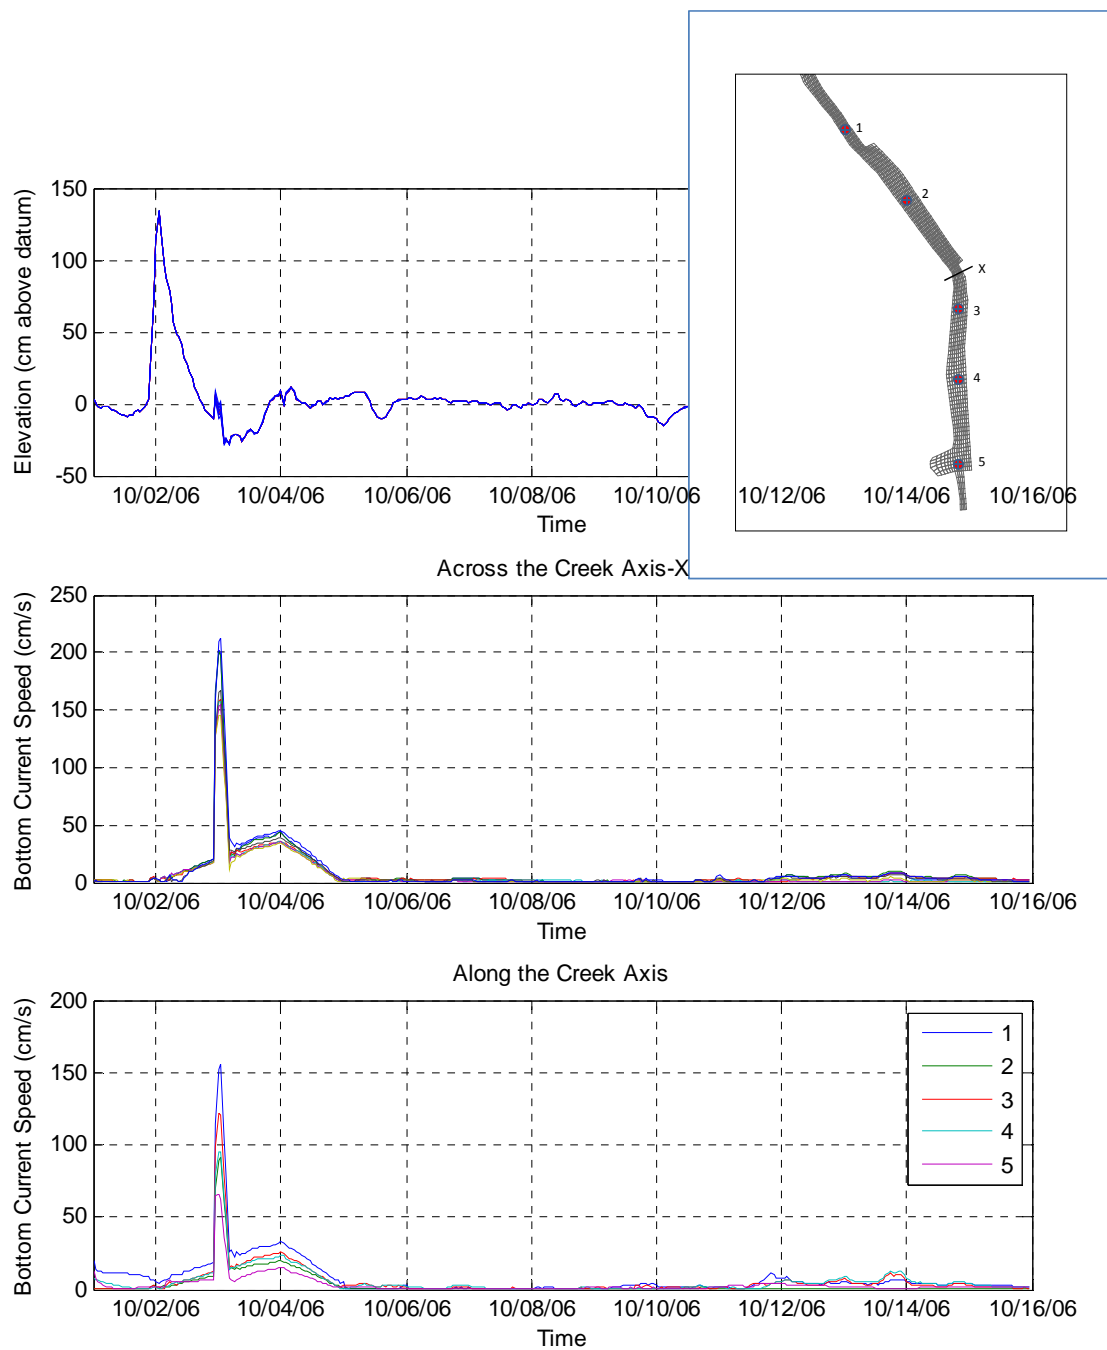 1
2
X
3
4
5
150
100
50
0
-50
Elevation (cm above datum)
10/02/06 10/04/06 10/06/06 10/08/06 10/10/06 10/12/06 10/14/06 10/16/06
Time
Across the Creek Axis-X
250
200
150
100
50
0
Bottom Current Speed (cm/s)
10/02/06 10/04/06 10/06/06 10/08/06 10/10/06 10/12/06 10/14/06 10/16/06
Time
Along the Creek Axis
200
150
100
50
0
Bottom Current Speed (cm/s)
1
2
3
4
5
10/02/06 10/04/06 10/06/06 10/08/06 10/10/06 10/12/06 10/14/06 10/16/06
Time